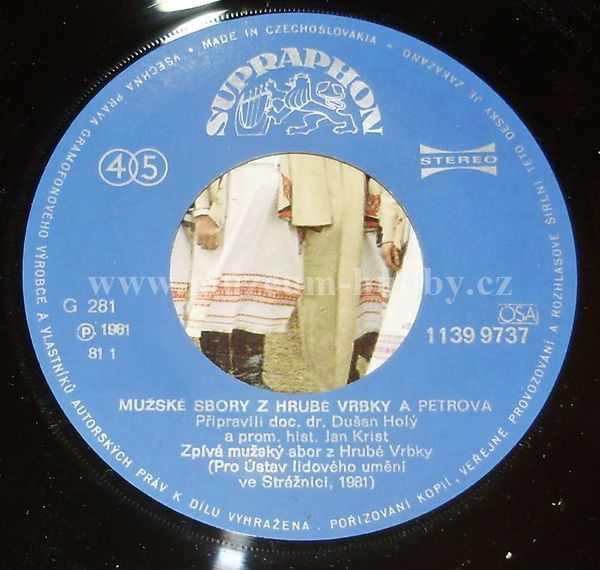 VŠECHNA PRÁVA GRAMOFONOVÉHO VÝROBCE A VLASTNÍKŮ AUTORSKÝCH PRÁV K DÍLU VYHRAŽENA. POŘIZOVÁNÍ KOPIÍ, VEŘEJNÉ PROVOZOVÁNÍ A ROZHLASOVÉ ŠÍŘENÍ TÉTO DESKY JE ZAKÁZÁNO • MADE IN CZECHOSLOVAKIA •
SUPRAPHON
45
STEREO
G 281
Ⓟ 1981
81 1
OSA
1139 9737
MUŽSKÉ SBORY Z HRUBÉ VRBKY A PETROVA
Připravili doc. dr. Dušan Holý
a prom. hist. Jan Krist
Zpívá mužský sbor z Hrubé Vrbky
(Pro Ústav lidového umění
ve Strážnici, 1981)